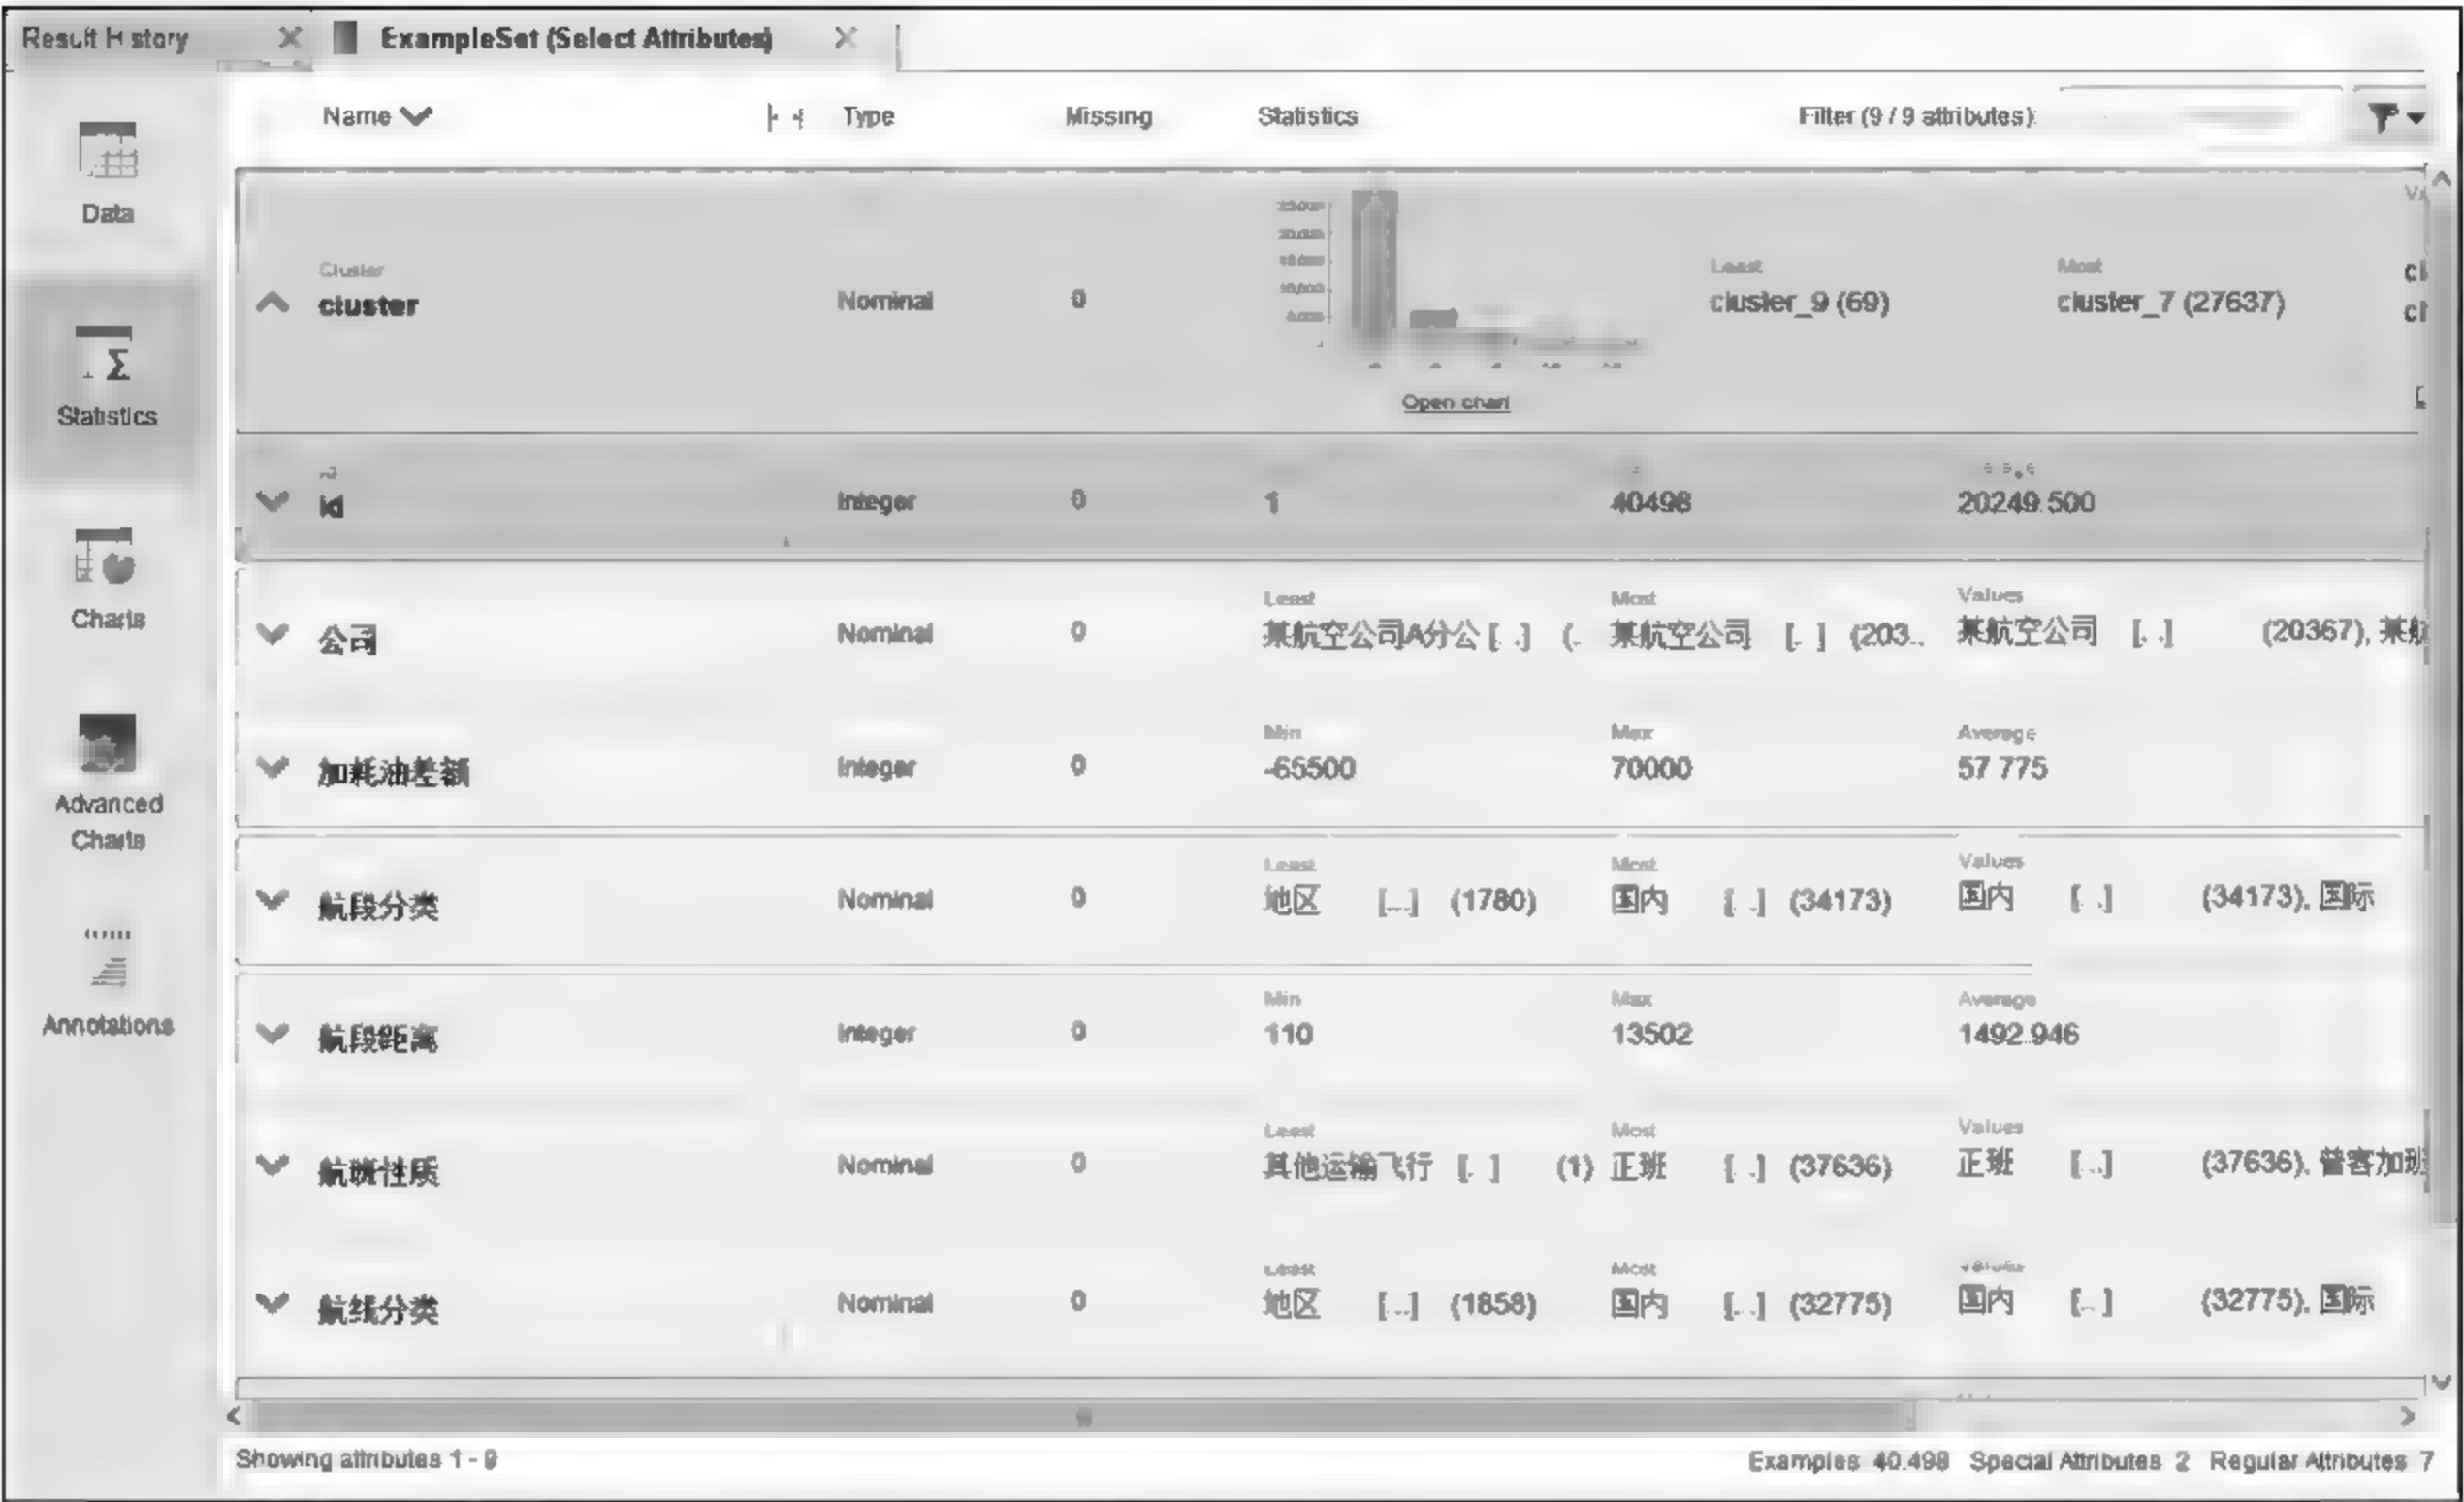 Result History ExampleSet (Select Attributes)
Name Type Missing Statistics Filter (9 / 9 attributes):
Data
Cluster
cluster Nominal 0
Least
cluster_9 (69)
Most
cluster_7 (27637)
Open chart
Statistics
id Integer 0 1 40498 20249.500
Charts
公司 Nominal 0
Least
某航空公司A分公 [...] (...
Most
某航空公司 [...] (203...
Values
某航空公司 [...] (20367), 某航
加耗油差额 Integer 0
Min
-65500
Max
70000
Average
57.775
Advanced
Charts
航段分类 Nominal 0
Least
地区 [...] (1780)
Most
国内 [...] (34173)
Values
国内 [...] (34173), 国际
Annotations
航段距离 Integer 0
Min
110
Max
13502
Average
1492.946
航班性质 Nominal 0
Least
其他运输飞行 [...] (1)
Most
正班 [...] (37636)
Values
正班 [...] (37636), 普客加班
航线分类 Nominal 0
Least
地区 [...] (1858)
Most
国内 [...] (32775)
Values
国内 [...] (32775), 国际
Showing attributes 1 - 9
Examples 40,498 Special Attributes 2 Regular Attributes 7